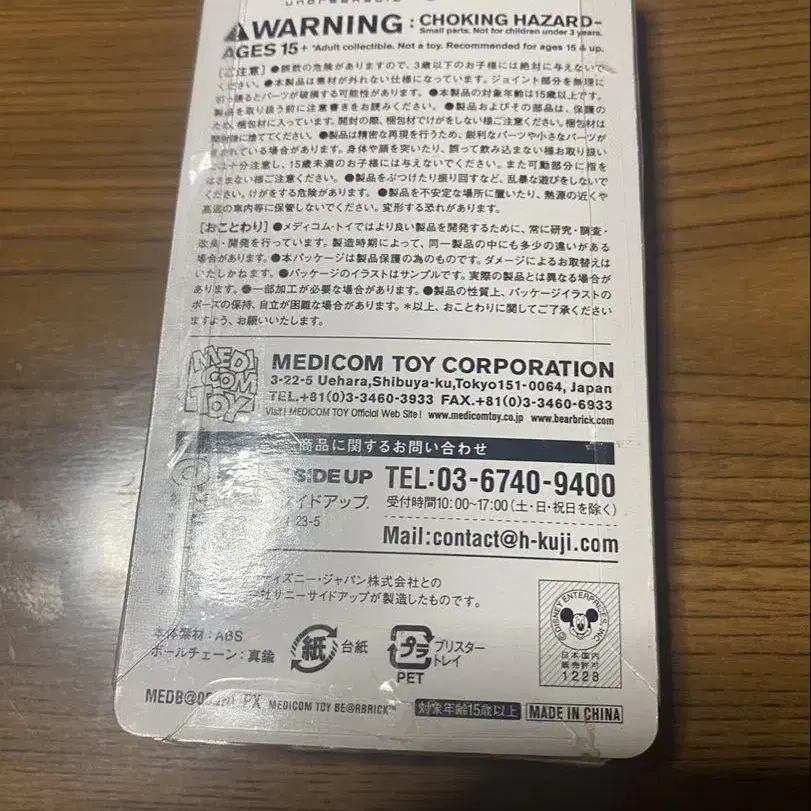 WARNING : CHOKING HAZARD-
Small parts. Not for children under 3 years.
AGES 15+ *Adult collectible. Not a toy. Recommended for ages 15 & up.
[ご注意] ●誤飲の危険がありますので、3歳以下のお子様には絶対に与えないで
ください。●本製品は素材が外れない仕様になっています。ジョイント部分を無理に
引っ張るとパーツが破損する可能性があります。 ●本製品の対象年齢は15歳以上です。
製品を取り扱う前に注意書きをお読みください。 ●製品およびその部品は、保護の
ため、梱包材に入っています。開封の際、梱包材でけがをしない様ご注意ください。梱包材は
開封後に捨ててください。●製品は精密な再現を行うため、鋭利なパーツや小さなパーツが
含まれている場合があります。身体や顔を突いたり、誤って飲み込まない様お取り扱い
には十分注意し、15歳未満のお子様には与えないでください。また可動部分に指を
はさまない様ご注意ください。 ●製品をぶつけたり振り回すなど、乱暴な遊びをしないで
ください。けがをする危険があります。 ●製品を不安定な場所に置いたり、熱源の近くや
高温の車内等に保管しないでください。変形する恐れがあります。
[おことわり] ●メディコム・トイではより良い製品を開発するために、常に研究・調査・
改良・開発を行っています。製造時期によって、同一製品の中にも多少の違いがある
場合があります。●本パッケージは製品保護の為のものです。ダメージによるお取替えは
いたしかねます。●パッケージのイラストはサンプルです。実際の製品とは異なる場合が
あります。●一部加工が必要な場合があります。●製品の性質上、パッケージイラストの
ポーズの保持、自立が困難な場合があります。＊以上、おことわりに関してご了承ください
ますよう、お願いいたします。
MEDI COM TOY
MEDICOM TOY CORPORATION
3-22-5 Uehara,Shibuya-ku,Tokyo151-0064, Japan
TEL.+81(0)3-3460-3933 FAX.+81(0)3-3460-6933
Visit! MEDICOM TOY Official Web Site! www.medicomtoy.co.jp www.bearbrick.com
商品に関するお問い合わせ
SIDE UP TEL:03-6740-9400
イドアップ. 受付時間10:00~17:00(土・日・祝日を除く)
23-5
Mail:contact@h-kuji.com
ディズニー・ジャパン株式会社との
社サニーサイドアップが製造したものです。
本体素材:ABS
ボールチェーン:真鍮
紙 台紙
プラ ブリスター
トレイ
PET
©DISNEY ENTERPRISES, INC.
日本国内
販売許可
1228
PX MEDICOM TOY BE@RBRICK™ 対象年齢15歳以上 MADE IN CHINA